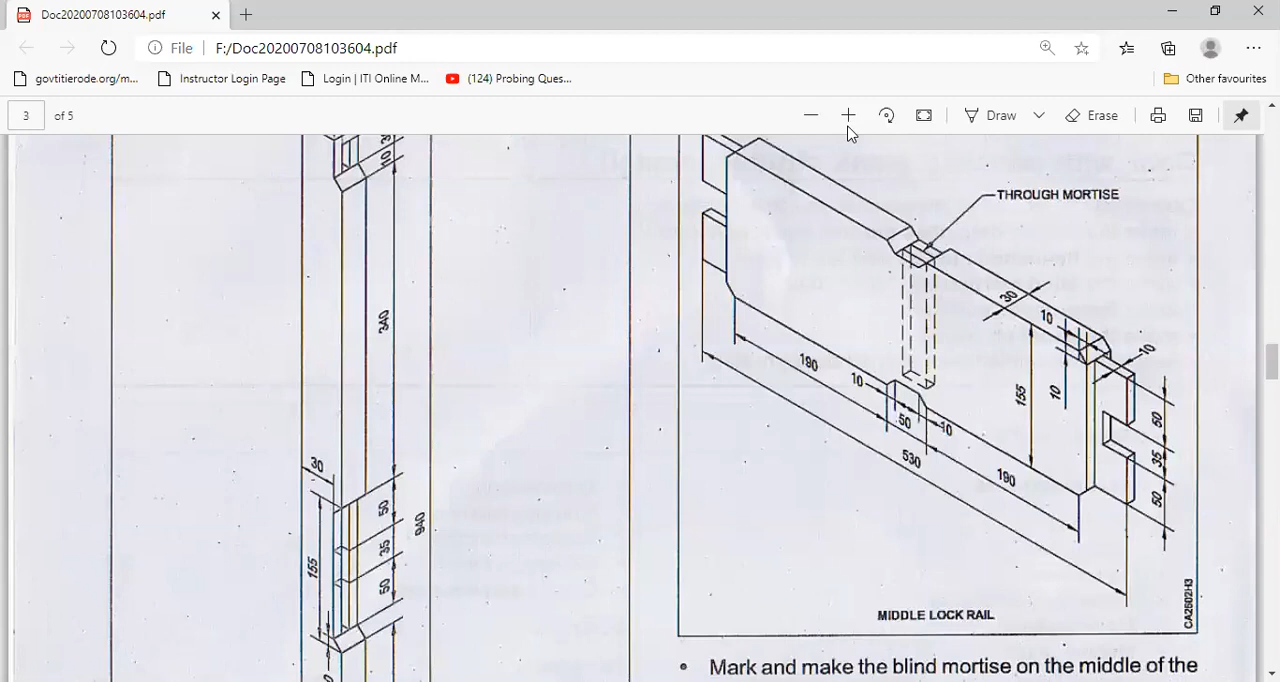 Doc20200708103604.pdf
File
F:/Doc20200708103604.pdf
govtitierode.org/m...
Instructor Login Page
Login | ITI Online M...
(124) Probing Ques...
Other favourites
3 of 5
Draw
Erase
10
340
30
50
35
50
155
940
THROUGH MORTISE
30
10
10
10
155
190
10
50
10
530
190
60
35
50
MIDDLE LOCK RAIL
CA2602H3
• Mark and make the blind mortise on the middle of the